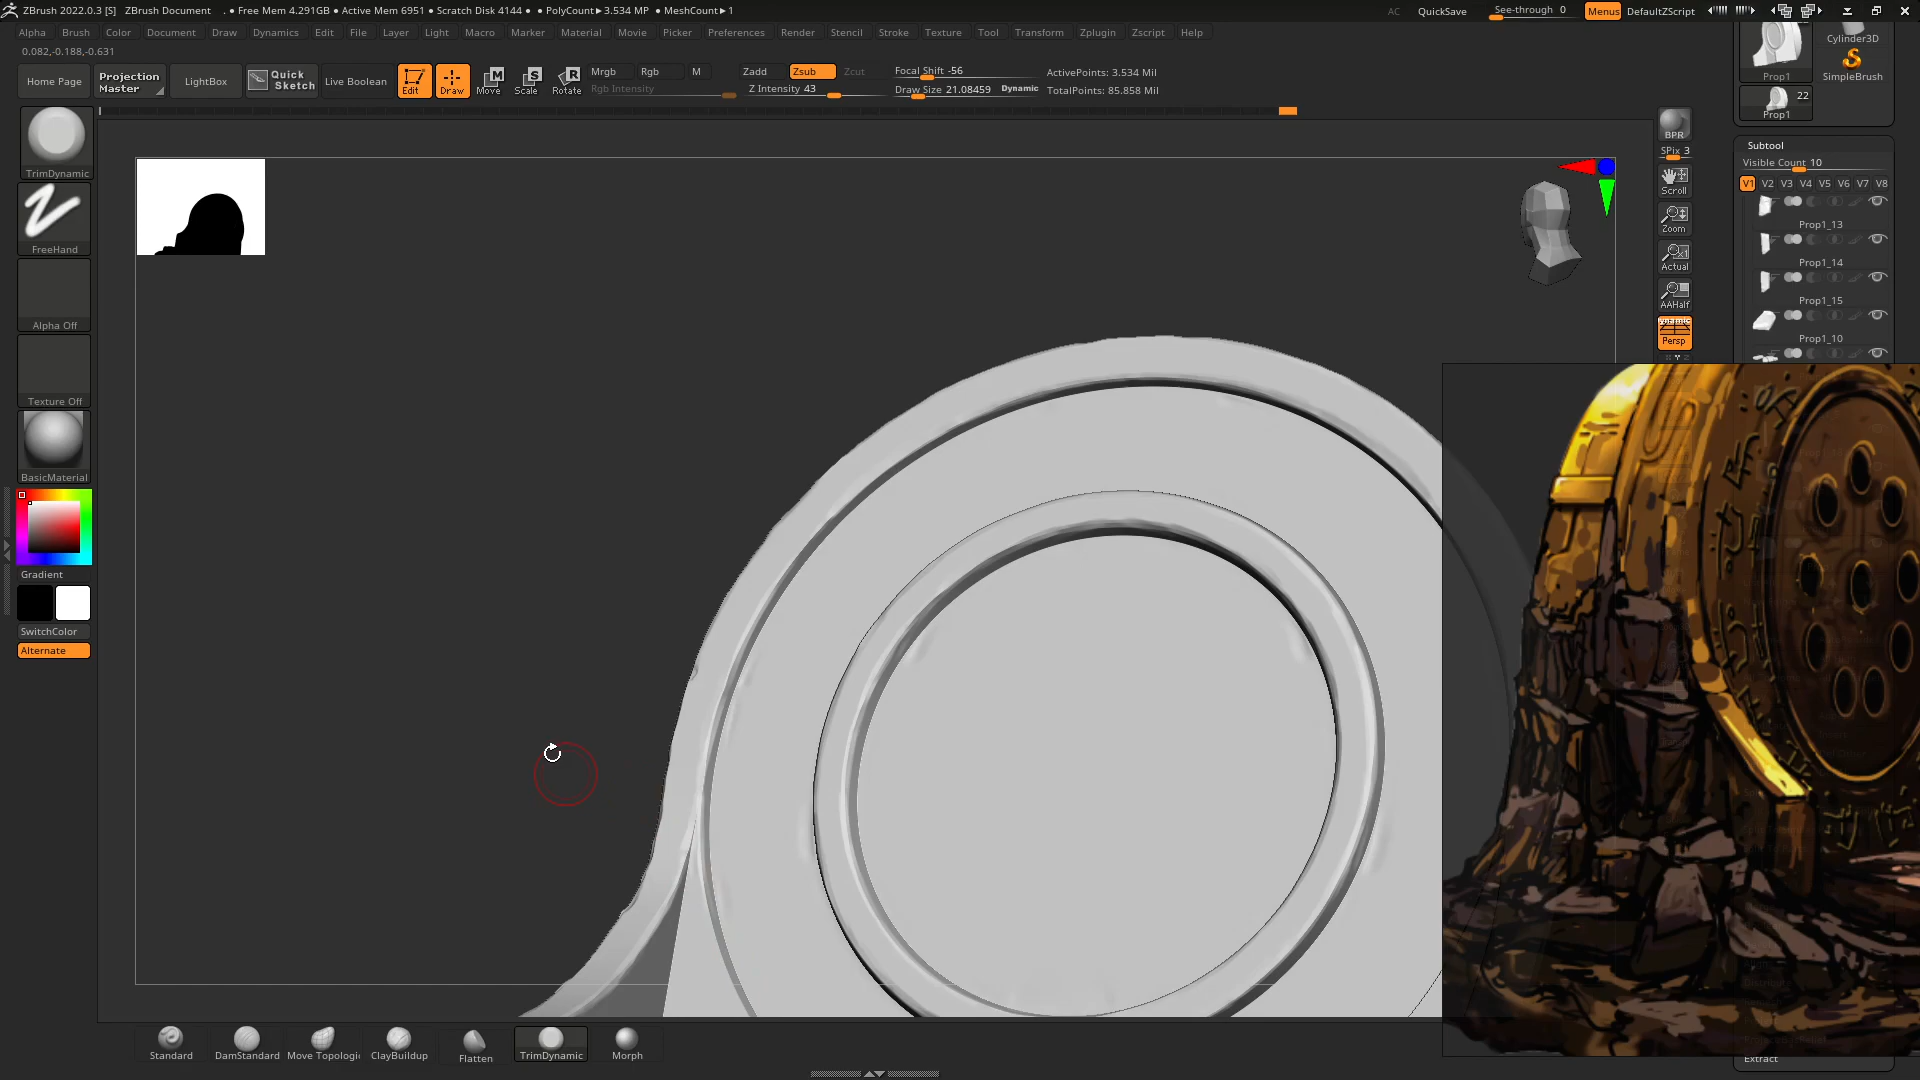 ZBrush 2022.0.3 [S] ZBrush Document . • Free Mem 4.291GB • Active Mem 6951 • Scratch Disk 4144 • • PolyCount► 3.534 MP • MeshCount► 1
AC QuickSave See-through 0 Menus DefaultZScript
Alpha Brush Color Document Draw Dynamics Edit File Layer Light Macro Marker Material Movie Picker Preferences Render Stencil Stroke Texture Tool Transform Zplugin Zscript Help
0.082,-0.188,-0.631
Home Page Projection Master LightBox Quick Sketch Live Boolean Edit Draw Move Scale Rotate
Mrgb Rgb M
Rgb Intensity
Zadd Zsub Zcut
Z Intensity 43
Focal Shift -56
Draw Size 21.08459 Dynamic
ActivePoints: 3.534 Mil
TotalPoints: 85.858 Mil
TrimDynamic
FreeHand
Alpha Off
Texture Off
BasicMaterial
Gradient
SwitchColor
Alternate
BPR
SPix 3
Scroll
Zoom
Actual
AAHalf
Dynamic
Persp
Prop1
Cylinder3D
SimpleBrush
22
Prop1
Subtool
Visible Count 10
V1 V2 V3 V4 V5 V6 V7 V8
Prop1_13
Prop1_14
Prop1_15
Prop1_10
Extract
Standard DamStandard Move Topologi ClayBuildup Flatten TrimDynamic Morph